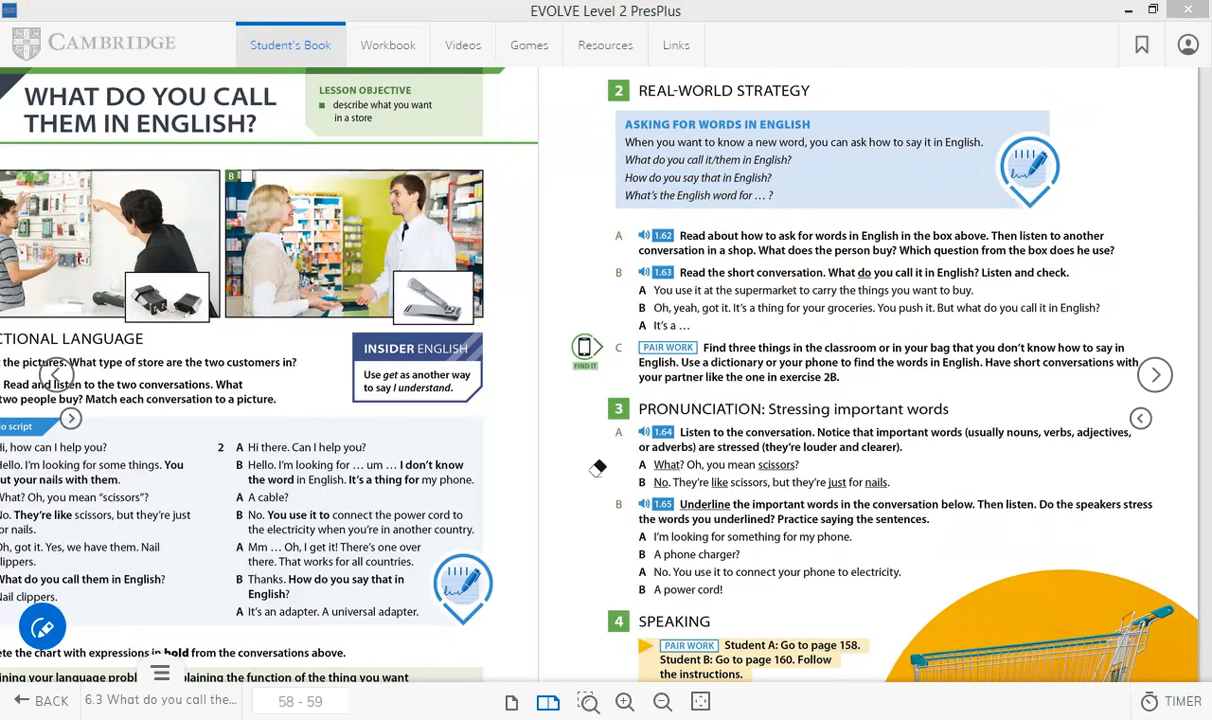 EVOLVE Level 2 PresPlus
CAMBRIDGE
Student's Book
Workbook
Videos
Games
Resources
Links
WHAT DO YOU CALL
THEM IN ENGLISH?
LESSON OBJECTIVE
■ describe what you want
in a store
B
CTIONAL LANGUAGE
t the pictures. What type of store are the two customers in?
Read and listen to the two conversations. What
two people buy? Match each conversation to a picture.
INSIDER ENGLISH
Use get as another way
to say I understand.
o script
Hi, how can I help you?
Hello. I'm looking for some things. You
ut your nails with them.
What? Oh, you mean "scissors"?
No. They're like scissors, but they're just
or nails.
Oh, got it. Yes, we have them. Nail
lippers.
What do you call them in English?
Nail clippers.
2 A Hi there. Can I help you?
B Hello. I'm looking for … um … I don't know
the word in English. It's a thing for my phone.
A A cable?
B No. You use it to connect the power cord to
the electricity when you're in another country.
A Mm … Oh, I get it! There's one over
there. That works for all countries.
B Thanks. How do you say that in
English?
A It's an adapter. A universal adapter.
ete the chart with expressions in bold from the conversations above.
ining your language probl
plaining the function of the thing you want
2 REAL-WORLD STRATEGY
ASKING FOR WORDS IN ENGLISH
When you want to know a new word, you can ask how to say it in English.
What do you call it/them in English?
How do you say that in English?
What's the English word for … ?
A 1.62 Read about how to ask for words in English in the box above. Then listen to another
conversation in a shop. What does the person buy? Which question from the box does he use?
B 1.63 Read the short conversation. What do you call it in English? Listen and check.
A You use it at the supermarket to carry the things you want to buy.
B Oh, yeah, got it. It's a thing for your groceries. You push it. But what do you call it in English?
A It's a …
FIND IT
C PAIR WORK Find three things in the classroom or in your bag that you don't know how to say in
English. Use a dictionary or your phone to find the words in English. Have short conversations with
your partner like the one in exercise 2B.
3 PRONUNCIATION: Stressing important words
A 1.64 Listen to the conversation. Notice that important words (usually nouns, verbs, adjectives,
or adverbs) are stressed (they're louder and clearer).
A What? Oh, you mean scissors?
B No. They're like scissors, but they're just for nails.
B 1.65 Underline the important words in the conversation below. Then listen. Do the speakers stress
the words you underlined? Practice saying the sentences.
A I'm looking for something for my phone.
B A phone charger?
A No. You use it to connect your phone to electricity.
B A power cord!
4 SPEAKING
PAIR WORK Student A: Go to page 158.
Student B: Go to page 160. Follow
the instructions.
BACK
6.3 What do you call the...
58 - 59
TIMER